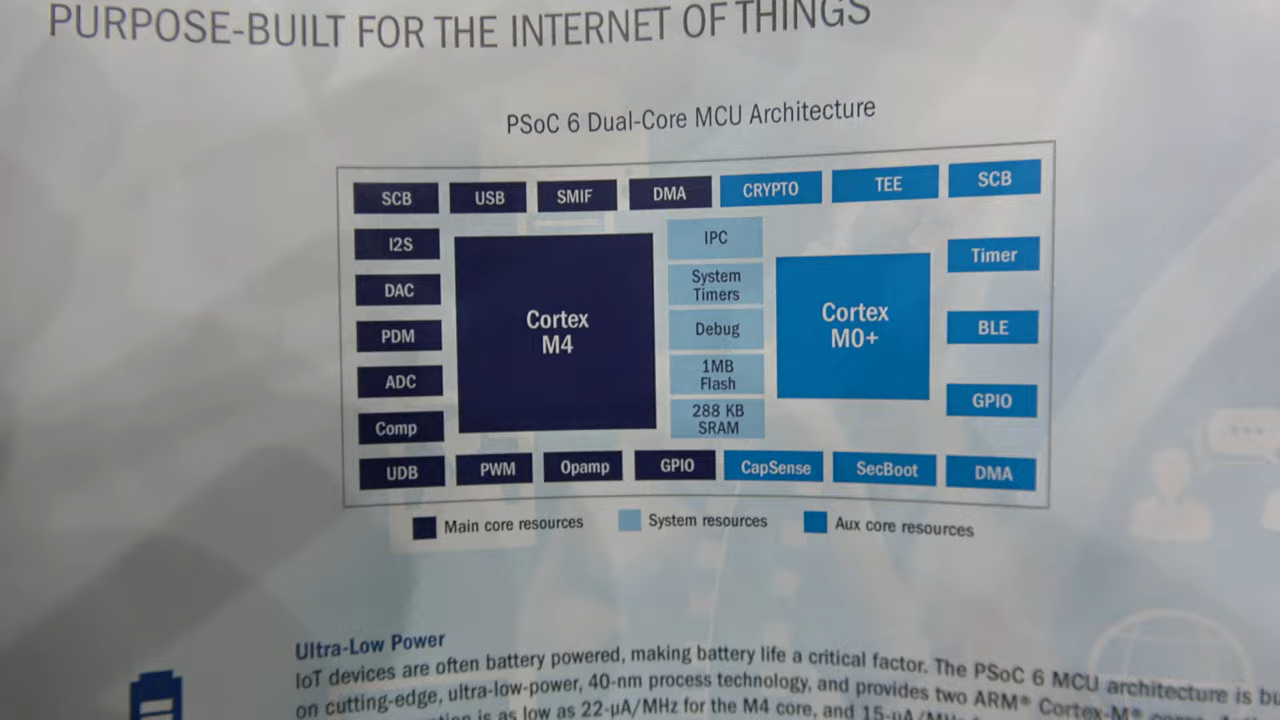 PURPOSE-BUILT FOR THE INTERNET OF THINGS
PSoC 6 Dual-Core MCU Architecture
SCB USB SMIF DMA CRYPTO TEE SCB
I2S
DAC
PDM
ADC
Comp
UDB
Cortex
M4
IPC
System
Timers
Debug
1MB
Flash
288 KB
SRAM
Cortex
M0+
Timer
BLE
GPIO
PWM Opamp GPIO CapSense SecBoot DMA
Main core resources System resources Aux core resources
Ultra-Low Power
IoT devices are often battery powered, making battery life a critical factor. The PSoC 6 MCU architecture is
on cutting-edge, ultra-low-power, 40-nm process technology, and provides two ARM® Cortex-M®
is as low as 22-µA/MHz for the M4 core, and